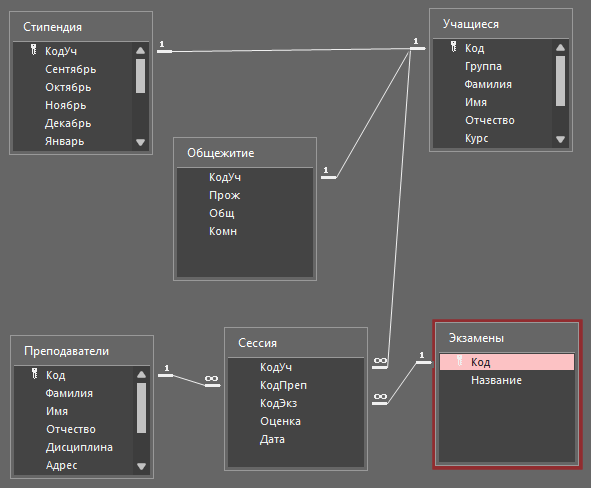 Стипендия
КодУч
Сентябрь
Октябрь
Ноябрь
Декабрь
Январь
1
1
Учащиеся
Код
Группа
Фамилия
Имя
Отчество
Курс
Общежитие
КодУч
Прож
Общ
Комн
1
Преподаватели
Код
Фамилия
Имя
Отчество
Дисциплина
Адрес
1
∞
Сессия
КодУч
КодПреп
КодЭкз
Оценка
Дата
∞
∞
1
Экзамены
Код
Название